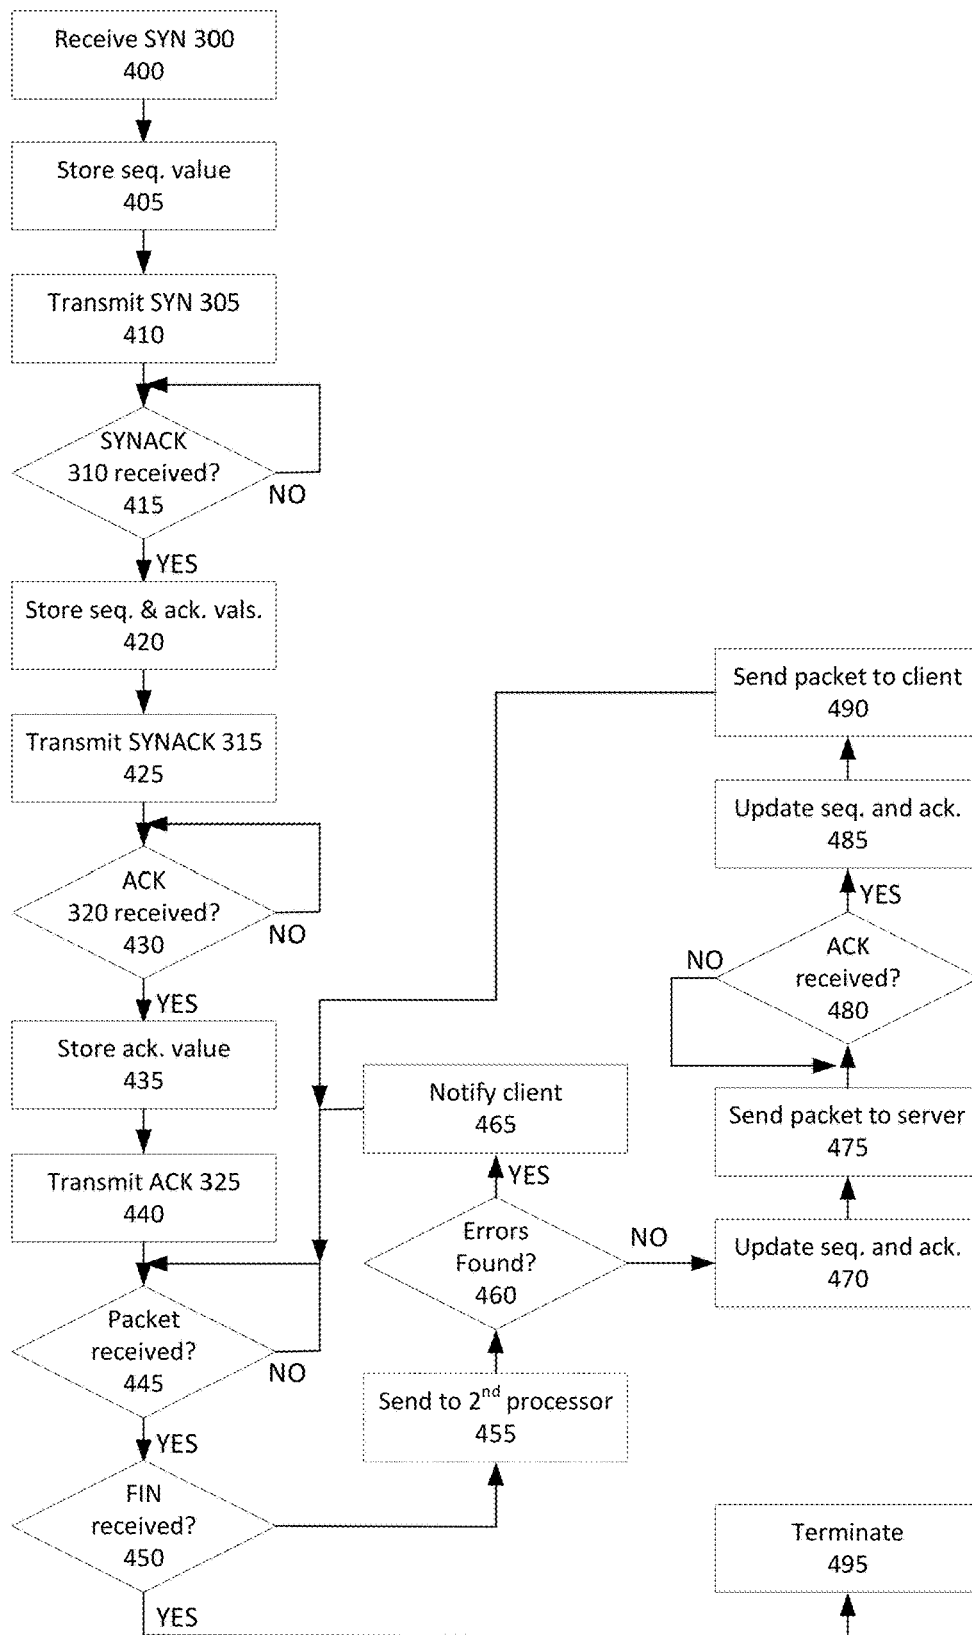 Receive SYN 300
400
Store seq. value
405
Transmit SYN 305
410
SYNACK
310 received?
415
NO
YES
Store seq. & ack. vals.
420
Transmit SYNACK 315
425
ACK
320 received?
430
NO
YES
Store ack. value
435
Transmit ACK 325
440
Packet
received?
445
NO
YES
FIN
received?
450
YES
Send to 2nd processor
455
Errors
Found?
460
YES
NO
Notify client
465
Update seq. and ack.
470
Send packet to server
475
ACK
received?
480
NO
YES
Update seq. and ack.
485
Send packet to client
490
Terminate
495